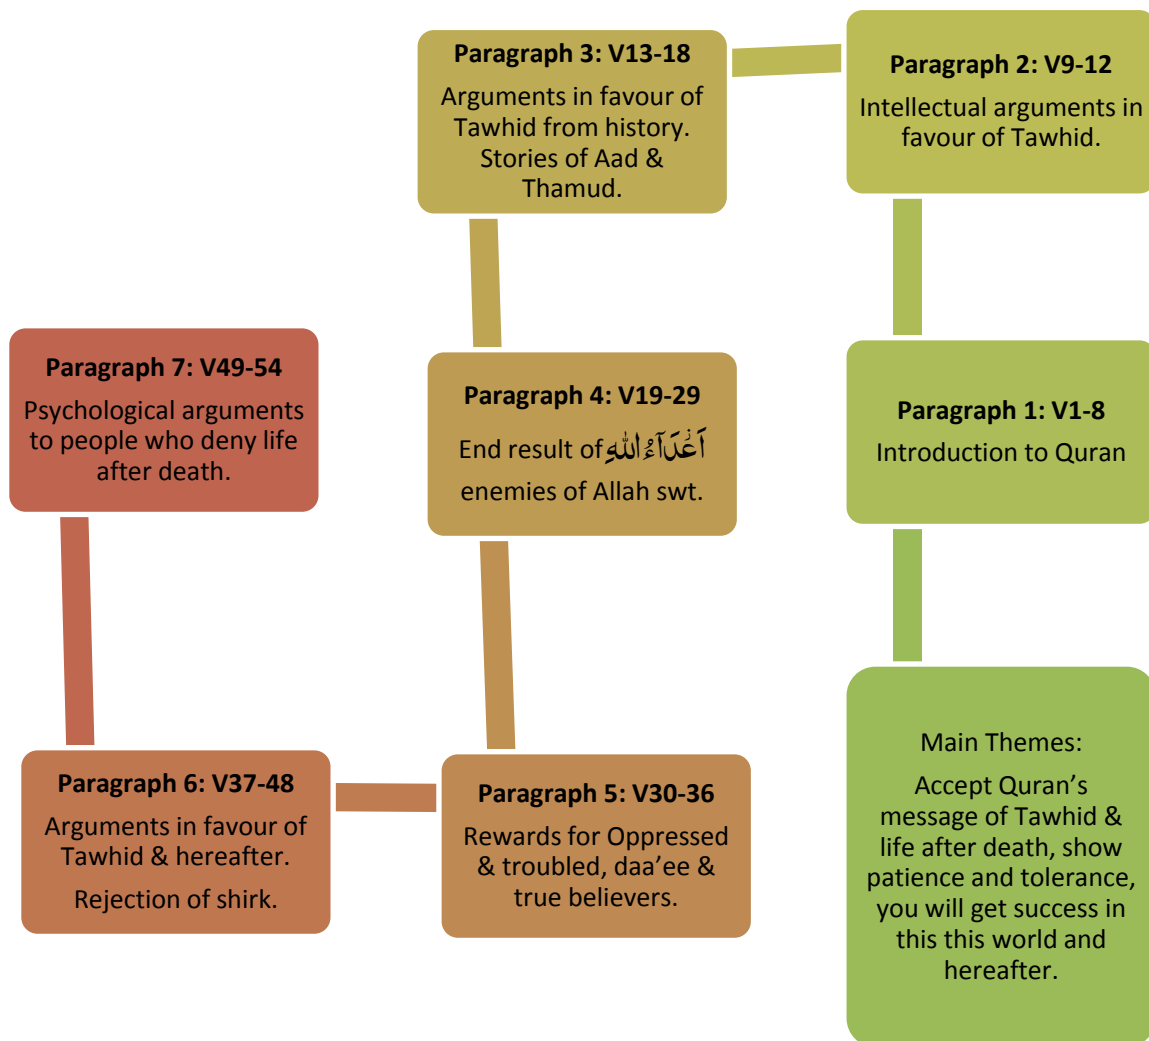 Main Themes:
Accept Quran’s
message of Tawhid &
life after death, show
patience and tolerance,
you will get success in
this this world and
hereafter.
Paragraph 1: V1-8
Introduction to Quran
Paragraph 2: V9-12
Intellectual arguments in
favour of Tawhid.
Paragraph 3: V13-18
Arguments in favour of
Tawhid from history.
Stories of Aad &
Thamud.
Paragraph 4: V19-29
End result of اَعْدَآءُ اللّٰهِ
enemies of Allah swt.
Paragraph 5: V30-36
Rewards for Oppressed
& troubled, daa’ee &
true believers.
Paragraph 6: V37-48
Arguments in favour of
Tawhid & hereafter.
Rejection of shirk.
Paragraph 7: V49-54
Psychological arguments
to people who deny life
after death.